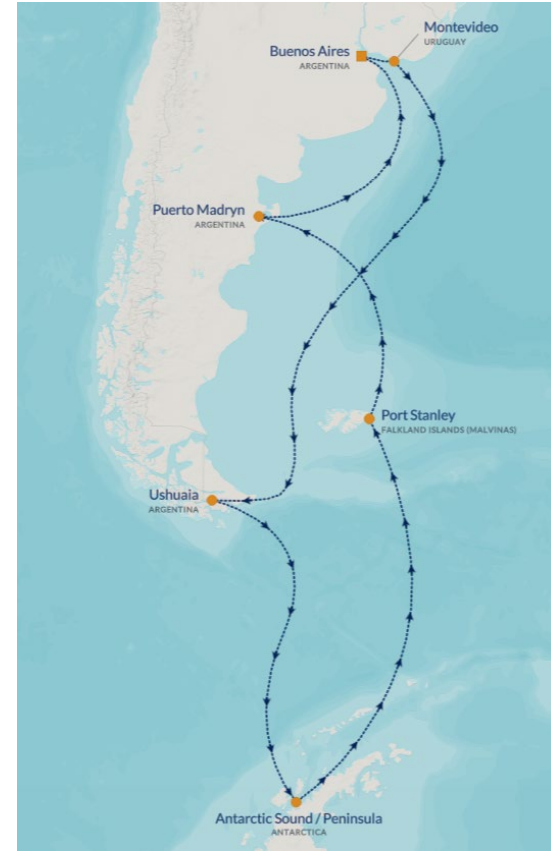 Montevideo
URUGUAY
Buenos Aires
ARGENTINA
Puerto Madryn
ARGENTINA
Port Stanley
FALKLAND ISLANDS (MALVINAS)
Ushuaia
ARGENTINA
Antarctic Sound / Peninsula
ANTARCTICA